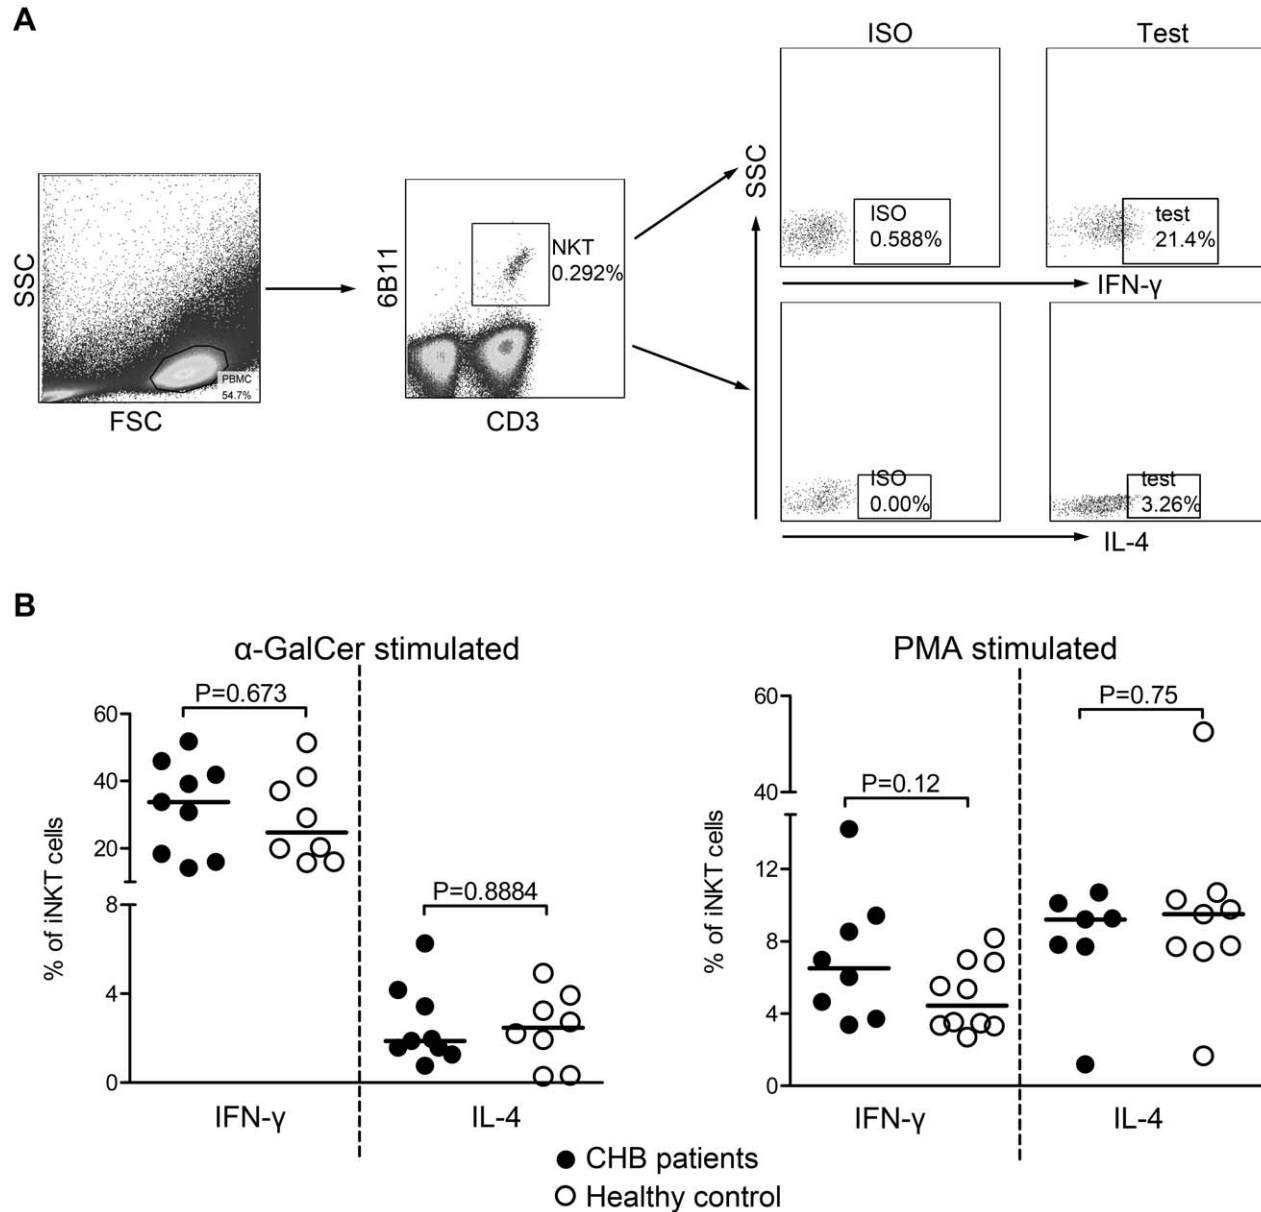 A
ISO
Test
SSC
SSC
PBMC
54.7%
FSC
6B11
NKT
0.292%
CD3
ISO
0.588%
test
21.4%
IFN-γ
ISO
0.00%
test
3.26%
IL-4
B
α-GalCer stimulated
P=0.673
60
40
20
8
4
0
% of iNKT cells
P=0.8884
IFN-γ
IL-4
PMA stimulated
60
40
12
8
4
0
% of iNKT cells
P=0.12
P=0.75
IFN-γ
IL-4
CHB patients
Healthy control